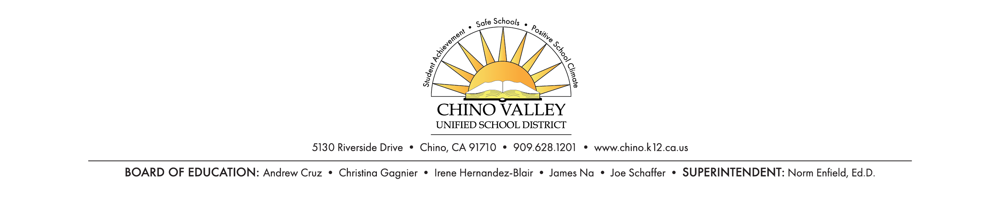 Student Achievement • Safe Schools • Positive School Climate
CHINO VALLEY
UNIFIED SCHOOL DISTRICT
5130 Riverside Drive • Chino, CA 91710 • 909.628.1201 • www.chino.k12.ca.us
BOARD OF EDUCATION: Andrew Cruz • Christina Gagnier • Irene Hernandez-Blair • James Na • Joe Schaffer • SUPERINTENDENT: Norm Enfield, Ed.D.